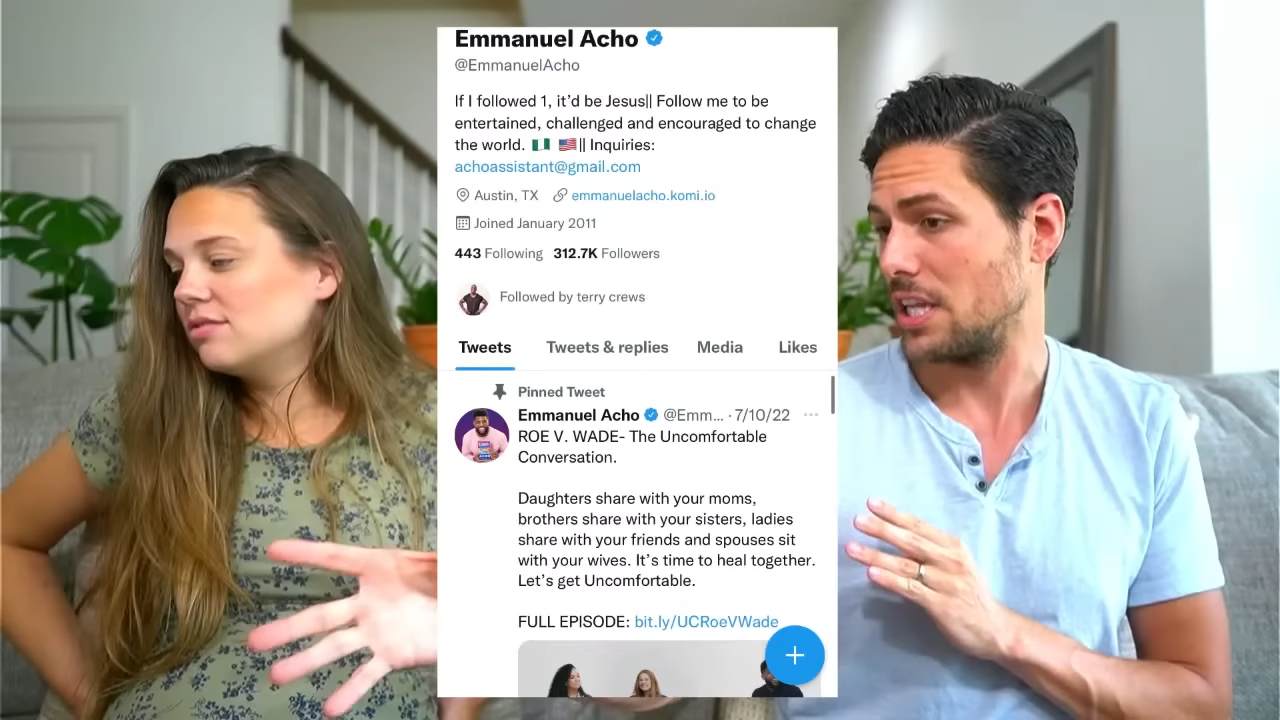 Emmanuel Acho
@EmmanuelAcho
If I followed 1, it'd be Jesus|| Follow me to be
entertained, challenged and encouraged to change
the world. 🇳🇬 🇺🇸|| Inquiries:
achoassistant@gmail.com
Austin, TX emmanuelacho.komi.io
Joined January 2011
443 Following 312.7K Followers
Followed by terry crews
Tweets Tweets & replies Media Likes
Pinned Tweet
Emmanuel Acho @Emm... · 7/10/22 ...
ROE V. WADE- The Uncomfortable
Conversation.
Daughters share with your moms,
brothers share with your sisters, ladies
share with your friends and spouses sit
with your wives. It's time to heal together.
Let's get Uncomfortable.
FULL EPISODE: bit.ly/UCRoeVWade